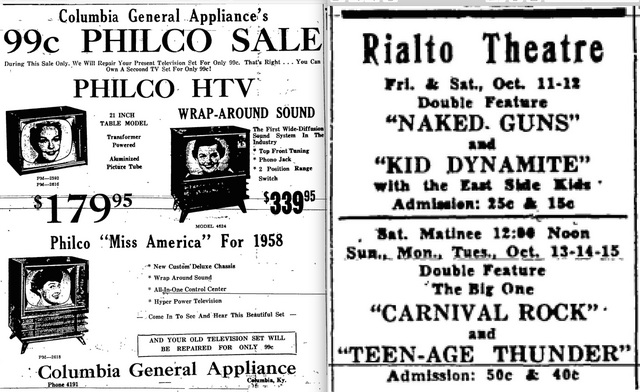 Columbia General Appliance's
99c PHILCO SALE
During This Sale Only. We Will Repair Your Present Television Set For Only 99c. That's Right . . . You Can
Own A Second TV Set For Only 99c!
PHILCO HTV
21 INCH
TABLE MODEL
Transformer
Powered
Aluminized
Picture Tube
PM—3202
PM—3816
$179.95
WRAP-AROUND SOUND
The First Wide-Diffusion
Sound System In The
Industry
* Top Front Tuning
* Phono Jack
* 2 Position Range
Switch
$339.95
MODEL 4624
Philco "Miss America" For 1958
* New Custom Deluxe Chassis
* Wrap Around Sound
* All-In-One Control Center
* Hyper Power Television
Come In To See And Hear This Beautiful Set —
AND YOUR OLD TELEVISION SET WILL
BE REPAIRED FOR ONLY 99c
Columbia General Appliance
Phone 4191
Columbia, Ky.
Rialto Theatre
Fri. & Sat., Oct. 11-12
Double Feature
"NAKED GUNS"
and
"KID DYNAMITE"
with the East Side Kids
Admission: 25c & 15c
Sat. Matinee 12:00 Noon
Sun., Mon., Tues., Oct. 13-14-15
Double Feature
The Big One
"CARNIVAL ROCK"
and
"TEEN-AGE THUNDER"
Admission: 50c & 40c